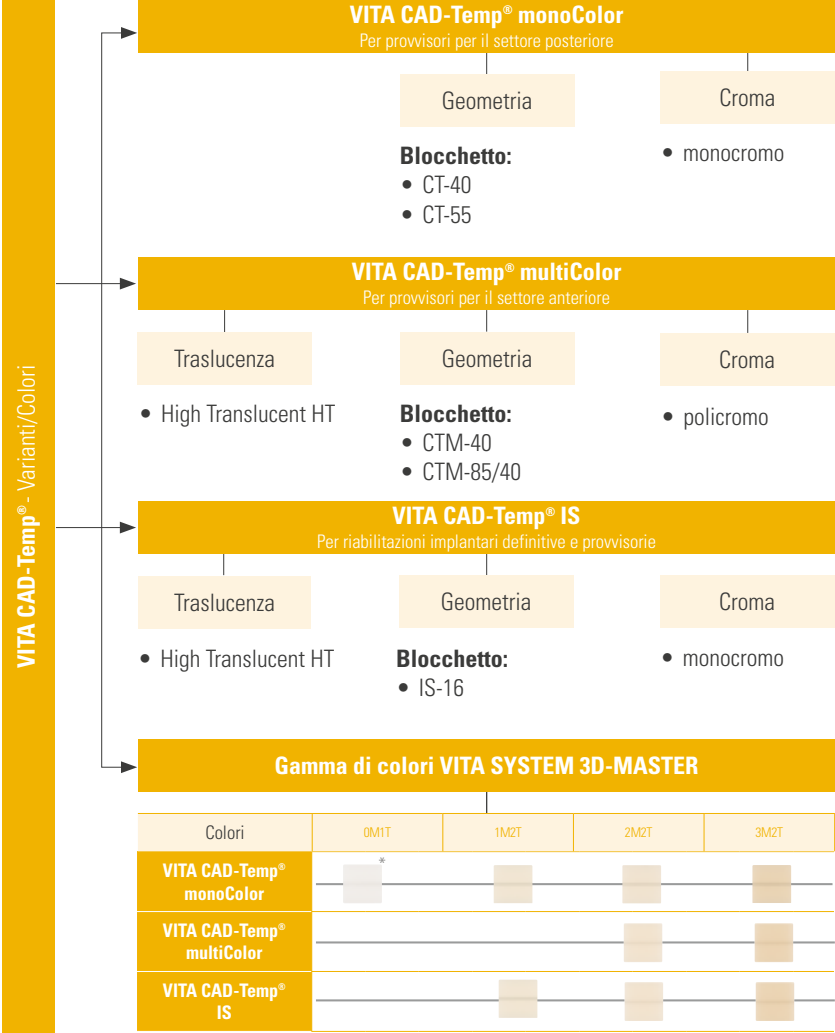 VITA CAD-Temp® - Varianti/Colori
VITA CAD-Temp® monoColor
Per provvisori per il settore posteriore
Geometria
Croma
Blocchetto:
• CT-40
• CT-55
• monocromo
VITA CAD-Temp® multiColor
Per provvisori per il settore anteriore
Traslucenza
Geometria
Croma
• High Translucent HT
Blocchetto:
• CTM-40
• CTM-85/40
• policromo
VITA CAD-Temp® IS
Per riabilitazioni implantari definitive e provvisorie
Traslucenza
Geometria
Croma
• High Translucent HT
Blocchetto:
• IS-16
• monocromo
Gamma di colori VITA SYSTEM 3D-MASTER
Colori 0M1T 1M2T 2M2T 3M2T
VITA CAD-Temp®
monoColor
*
VITA CAD-Temp®
multiColor
VITA CAD-Temp®
IS